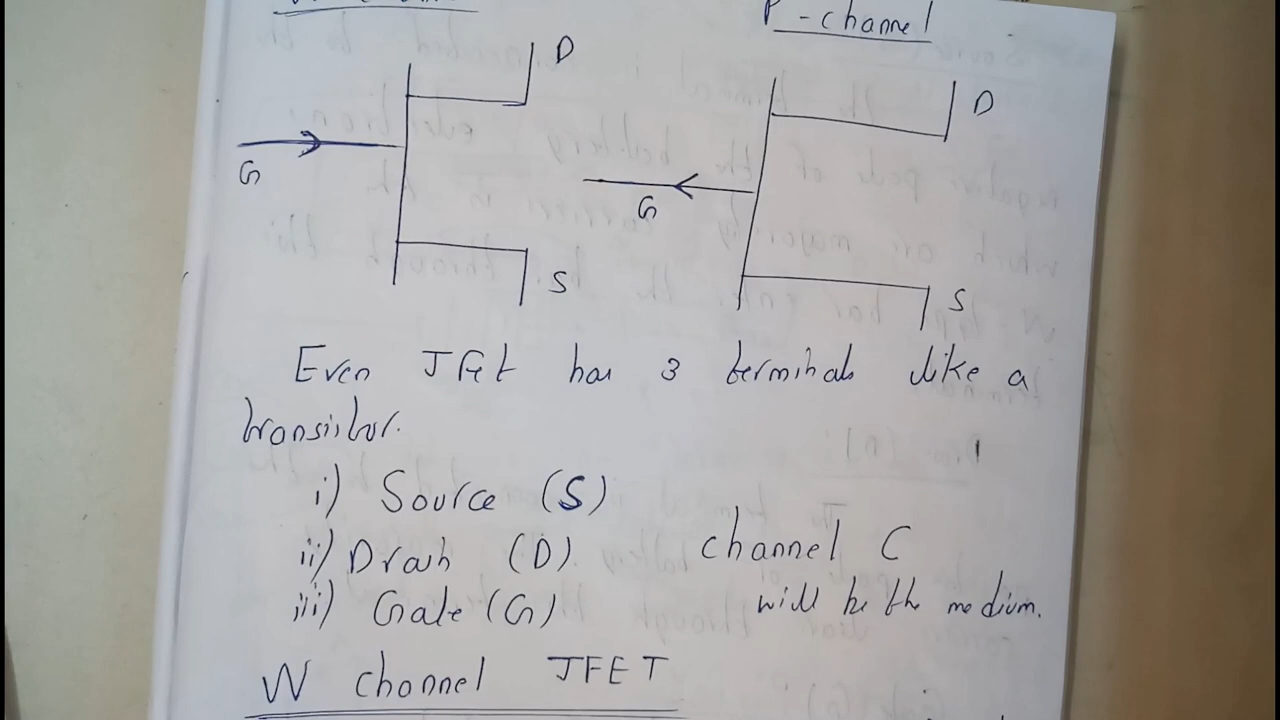 P - channel
D
D
G
G
S
S
Even JFet has 3 terminals like a
transistor.
i) Source (S)
ii) Drain (D).
channel C
iii) Gate (G)
will be the medium.
N channel JFET